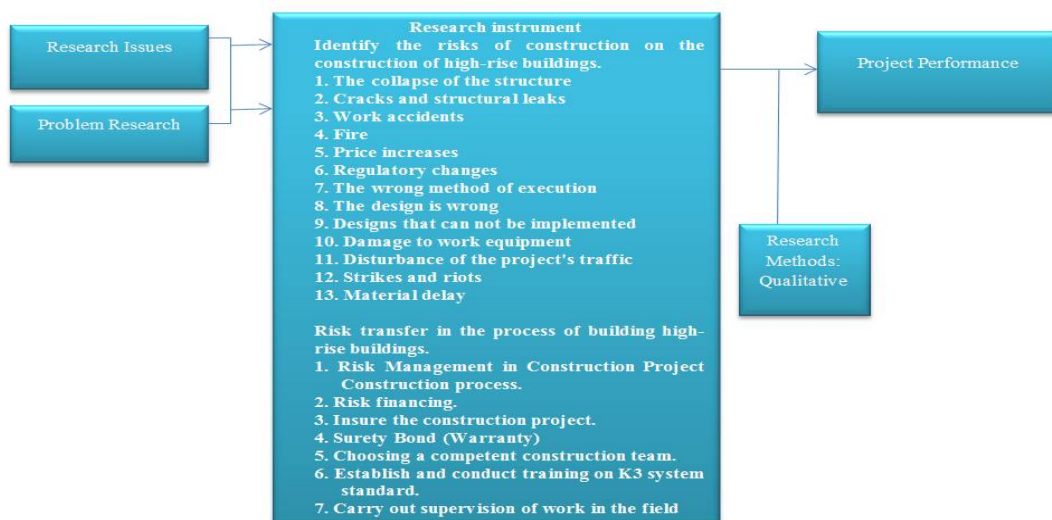 Research Issues
Problem Research
Research instrument
Identify the risks of construction on the
construction of high-rise buildings.
1. The collapse of the structure
2. Cracks and structural leaks
3. Work accidents
4. Fire
5. Price increases
6. Regulatory changes
7. The wrong method of execution
8. The design is wrong
9. Designs that can not be implemented
10. Damage to work equipment
11. Disturbance of the project's traffic
12. Strikes and riots
13. Material delay
Risk transfer in the process of building high-
rise buildings.
1. Risk Management in Construction Project
Construction process.
2. Risk financing.
3. Insure the construction project.
4. Surety Bond (Warranty)
5. Choosing a competent construction team.
6. Establish and conduct training on K3 system
standard.
7. Carry out supervision of work in the field
Project Performance
Research
Methods:
Qualitative